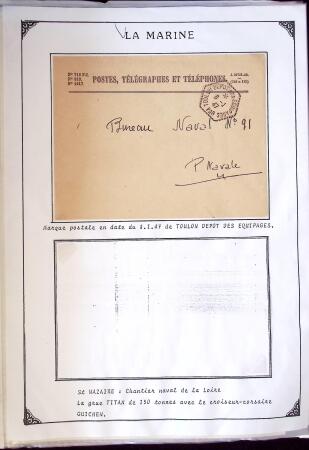 LA MARINE
POSTES, TÉLÉGRAPHES ET TÉLÉPHONES
Bureau Naval N° 91
P. Navale
Marque postale en date du 8.1.49 de TOULON DEPOT DES EQUIPAGES.
St NAZAIRE : Chantier naval de la Loire
La grue TITAN de 150 tonnes avec le croiseur-corsaire
GUICHEN.